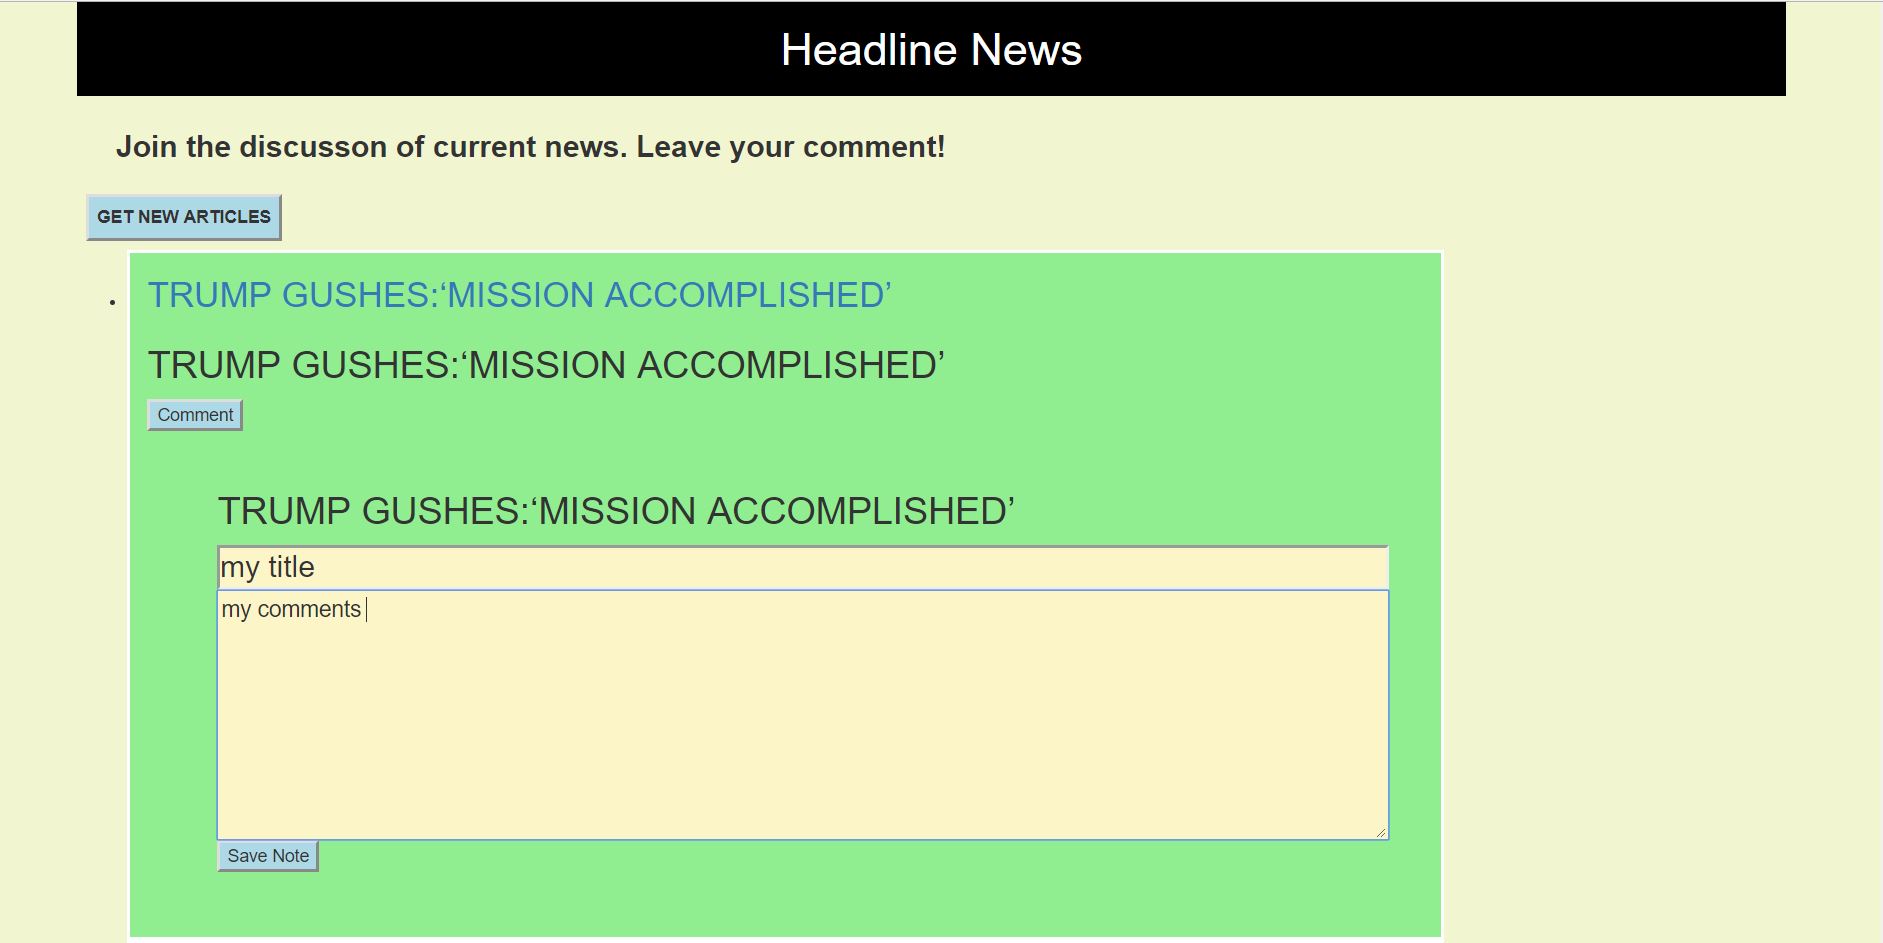 Headline News
Join the discusson of current news. Leave your comment!
GET NEW ARTICLES
TRUMP GUSHES:‘MISSION ACCOMPLISHED’
TRUMP GUSHES:‘MISSION ACCOMPLISHED’
Comment
TRUMP GUSHES:‘MISSION ACCOMPLISHED’
my title
my comments
Save Note